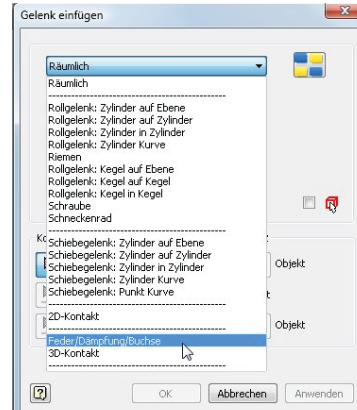 Gelenk einfügen
Räumlich
Räumlich
Rollgelenk: Zylinder auf Ebene
Rollgelenk: Zylinder auf Zylinder
Rollgelenk: Zylinder in Zylinder
Rollgelenk: Zylinder Kurve
Riemen
Rollgelenk: Kegel auf Ebene
Rollgelenk: Kegel auf Kegel
Rollgelenk: Kegel in Kegel
Schraube
Schneckenrad
Schiebegelenk: Zylinder auf Ebene
Schiebegelenk: Zylinder auf Zylinder
Schiebegelenk: Zylinder in Zylinder
Objekt
Schiebegelenk: Zylinder Kurve
Schiebegelenk: Punkt Kurve
2D-Kontakt
Objekt
Feder/Dämpfung/Buchse
3D-Kontakt
?
OK Abbrechen Anwenden